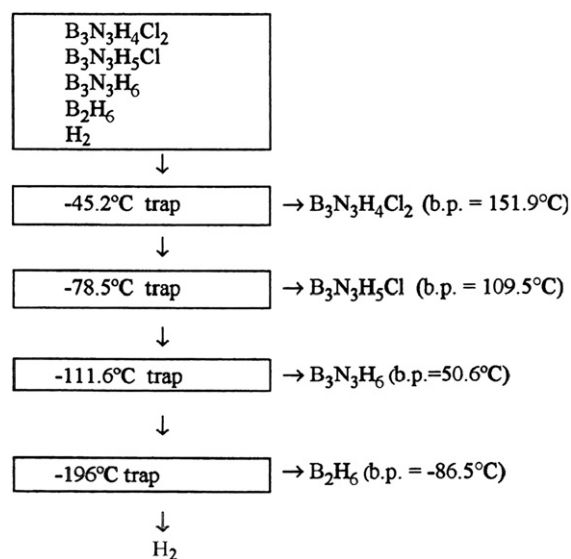 B₃N₃H₄Cl₂
B₃N₃H₅Cl
B₃N₃H₆
B₂H₆
H₂
↓
-45.2°C trap → B₃N₃H₄Cl₂ (b.p. = 151.9°C)
↓
-78.5°C trap → B₃N₃H₅Cl (b.p. = 109.5°C)
↓
-111.6°C trap → B₃N₃H₆ (b.p.=50.6°C)
↓
-196°C trap → B₂H₆ (b.p. = -86.5°C)
↓
H₂